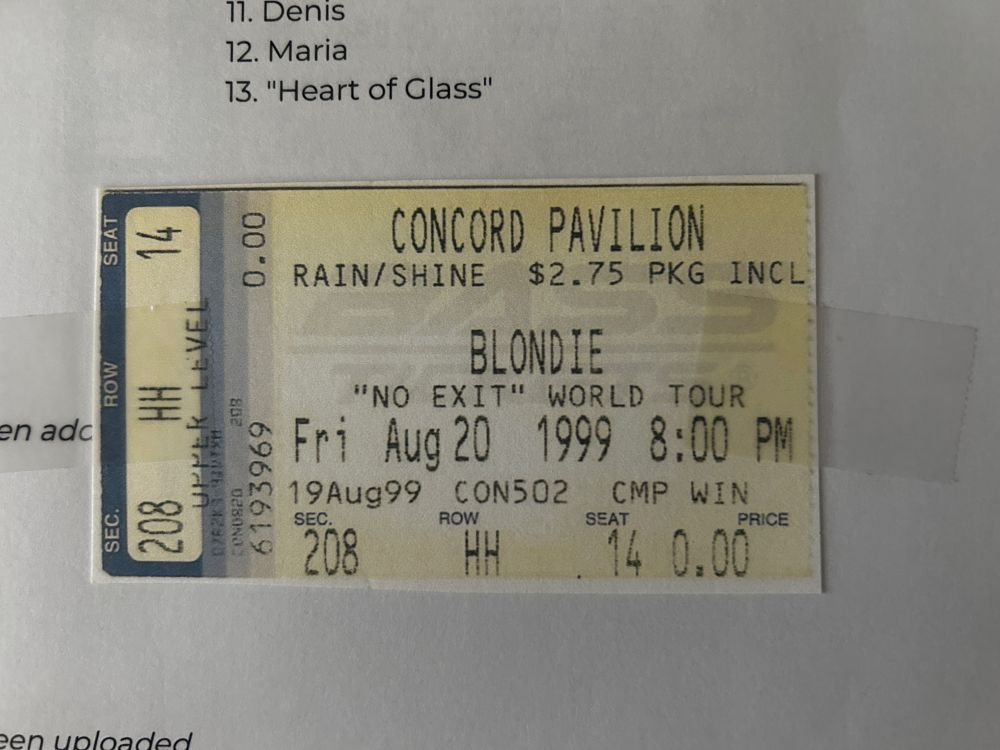 11. Denis
12. Maria
13. "Heart of Glass"
SEAT 14
ROW HH
SEC. 208
UPPER LEVEL
0.00
6193969
CONCORD PAVILION
RAIN/SHINE $2.75 PKG INCL
BLONDIE
"NO EXIT" WORLD TOUR
Fri Aug 20 1999 8:00 PM
19Aug99 CON502 CMP WIN
SEC. ROW SEAT PRICE
208 HH 14 0.00
en add
een uploaded